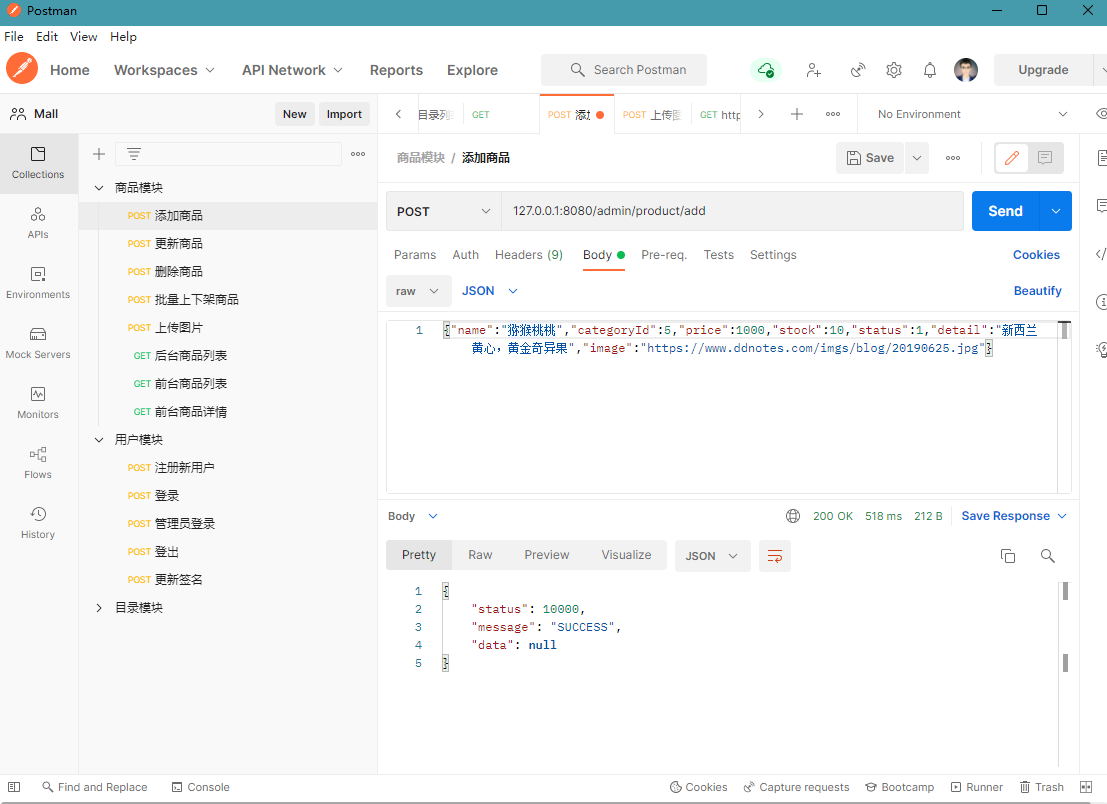 Postman
File Edit View Help
Home Workspaces API Network Reports Explore Search Postman Upgrade
Mall New Import 目录列 GET POST 添 POST 上传图 GET http No Environment
Collections
APIs
Environments
Mock Servers
Monitors
Flows
History
商品模块
POST 添加商品
POST 更新商品
POST 删除商品
POST 批量上下架商品
POST 上传图片
GET 后台商品列表
GET 前台商品列表
GET 前台商品详情
用户模块
POST 注册新用户
POST 登录
POST 管理员登录
POST 登出
POST 更新签名
目录模块
商品模块 / 添加商品 Save
POST 127.0.0.1:8080/admin/product/add Send
Params Auth Headers (9) Body Pre-req. Tests Settings Cookies
raw JSON Beautify
1 {"name":"猕猴桃桃","categoryId":5,"price":1000,"stock":10,"status":1,"detail":"新西兰
黄心，黄金奇异果","image":"https://www.ddnotes.com/imgs/blog/20190625.jpg"}
Body 200 OK 518 ms 212 B Save Response
Pretty Raw Preview Visualize JSON
1 {
2 "status": 10000,
3 "message": "SUCCESS",
4 "data": null
5 }
Find and Replace Console Cookies Capture requests Bootcamp Runner Trash